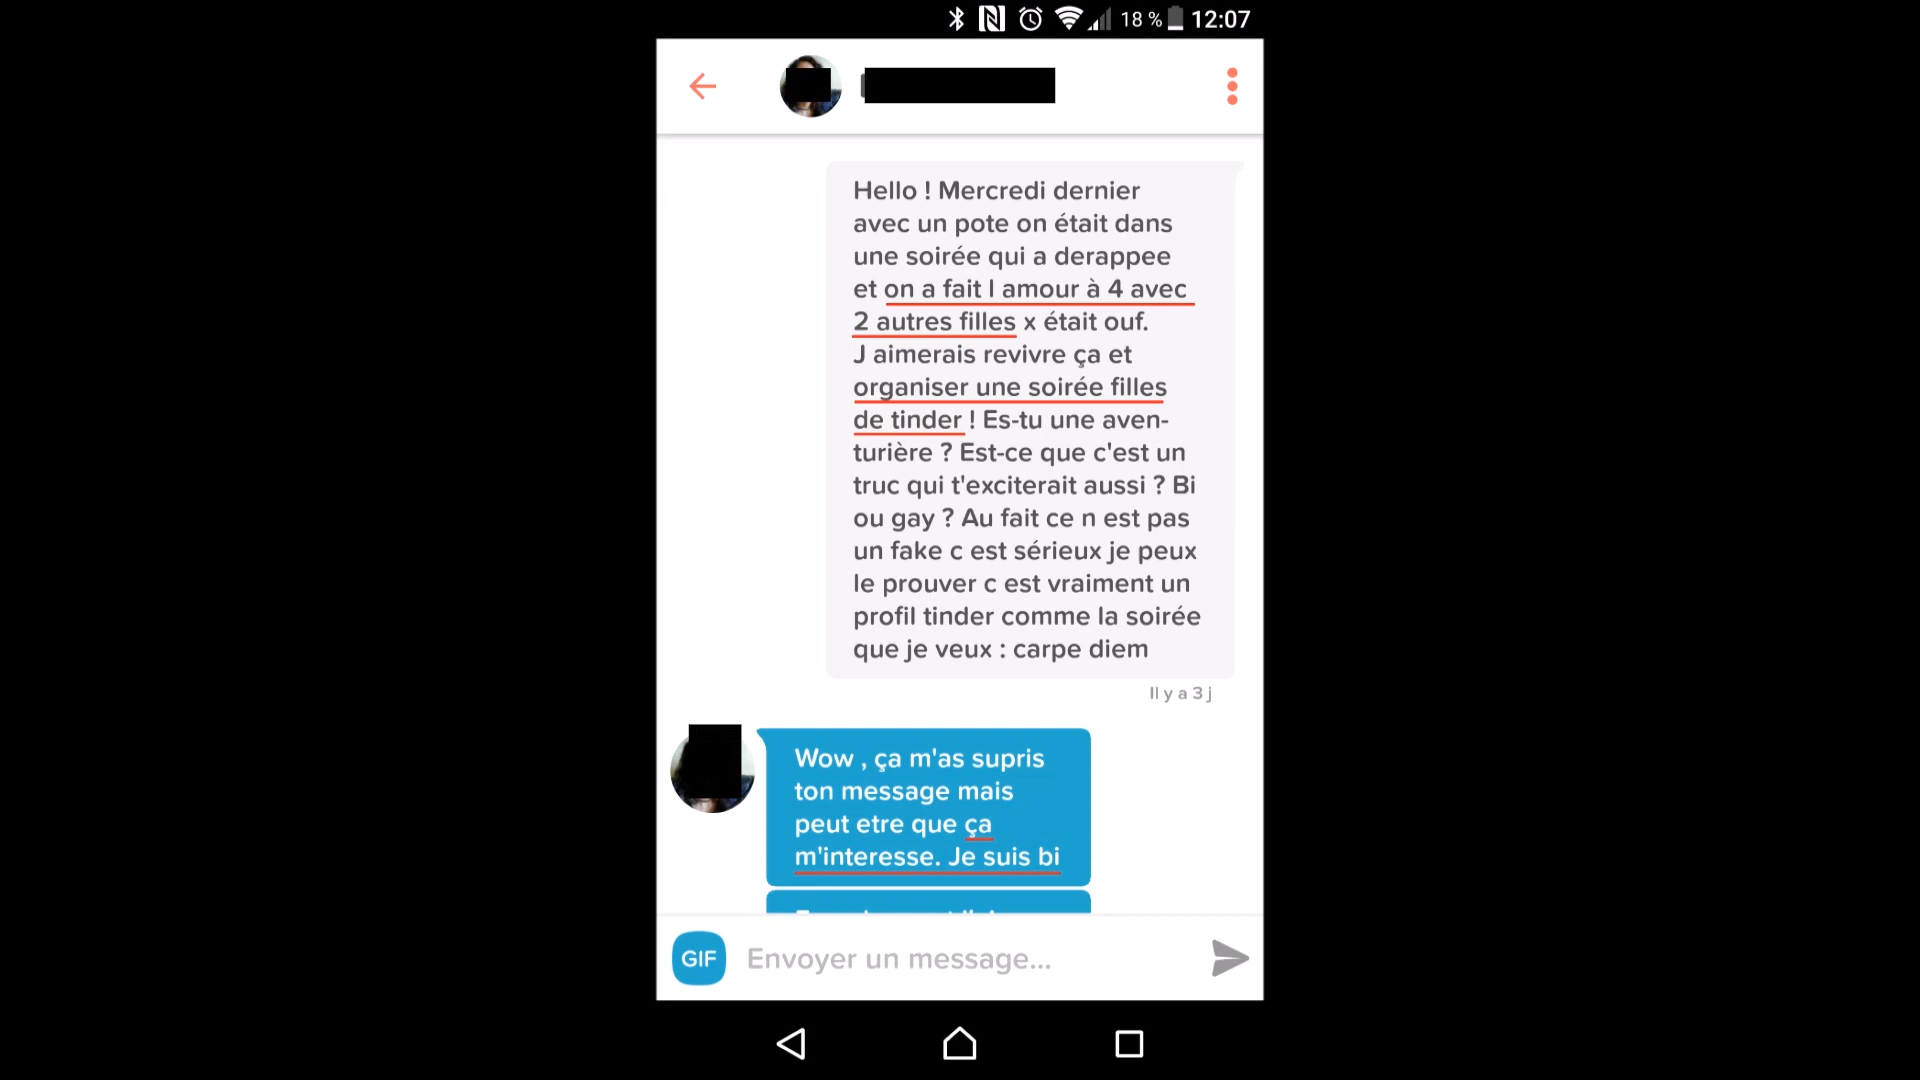 18 % 12:07
Hello ! Mercredi dernier
avec un pote on était dans
une soirée qui a derappee
et on a fait l amour à 4 avec
2 autres filles x était ouf.
J aimerais revivre ça et
organiser une soirée filles
de tinder ! Es-tu une aven-
turière ? Est-ce que c'est un
truc qui t'exciterait aussi ? Bi
ou gay ? Au fait ce n est pas
un fake c est sérieux je peux
le prouver c est vraiment un
profil tinder comme la soirée
que je veux : carpe diem
Il y a 3 j
Wow , ça m'as supris
ton message mais
peut etre que ça
m'interesse. Je suis bi
GIF Envoyer un message...